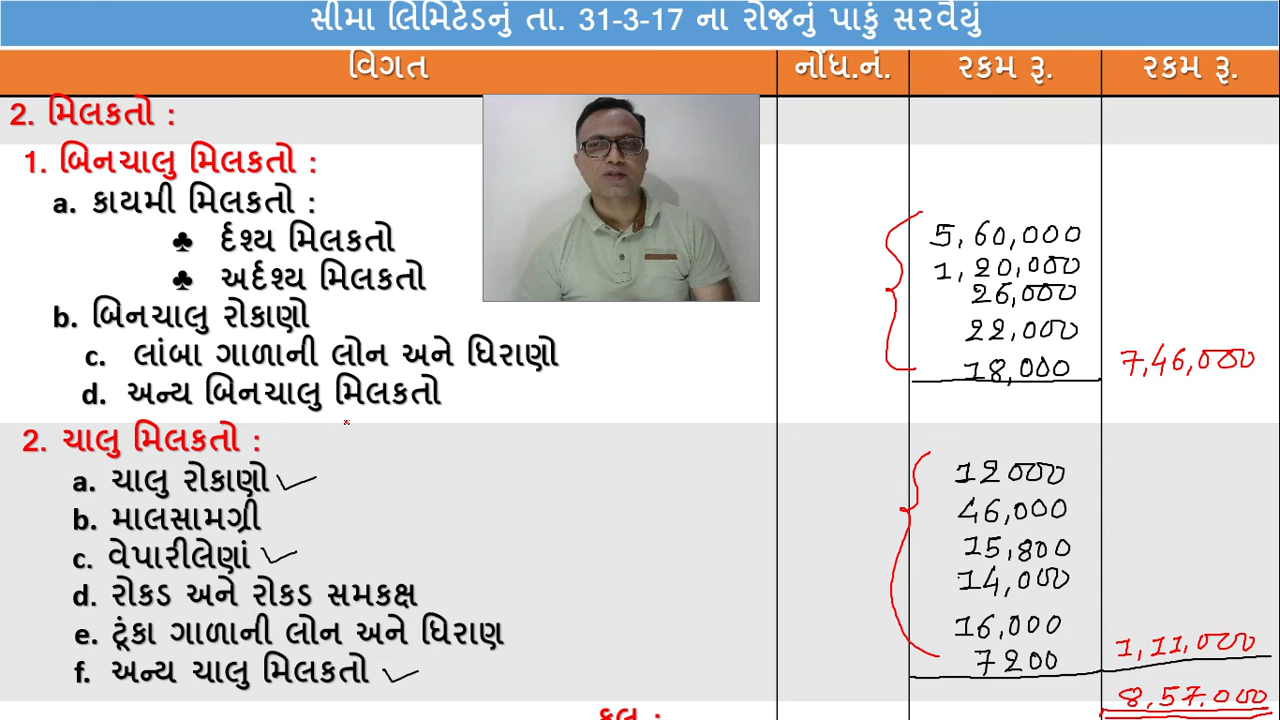 સીમા લિમિટેડનું તા. 31-3-17 ના રોજનું પાકું સરવૈયું
વિગત નોંધ.નં. રકમ રૂ. રકમ રૂ.
2. મિલકતો :
1. બિનચાલુ મિલકતો :
a. કાયમી મિલકતો :
♣ ર્દશ્ય મિલકતો 5,60,000
♣ અર્દશ્ય મિલકતો 1,20,000
26,000
b. બિનચાલુ રોકાણો 22,000
c. લાંબા ગાળાની લોન અને ધિરાણો 18,000 7,46,000
d. અન્ય બિનચાલુ મિલકતો
2. ચાલુ મિલકતો :
a. ચાલુ રોકાણો 12000
b. માલસામગ્રી 46,000
c. વેપારીલેણાં 15,800
d. રોકડ અને રોકડ સમકક્ષ 14,000
e. ટૂંકા ગાળાની લોન અને ધિરાણ 16,000
f. અન્ય ચાલુ મિલકતો 7200 1,11,000
8,57,000
કુલ :